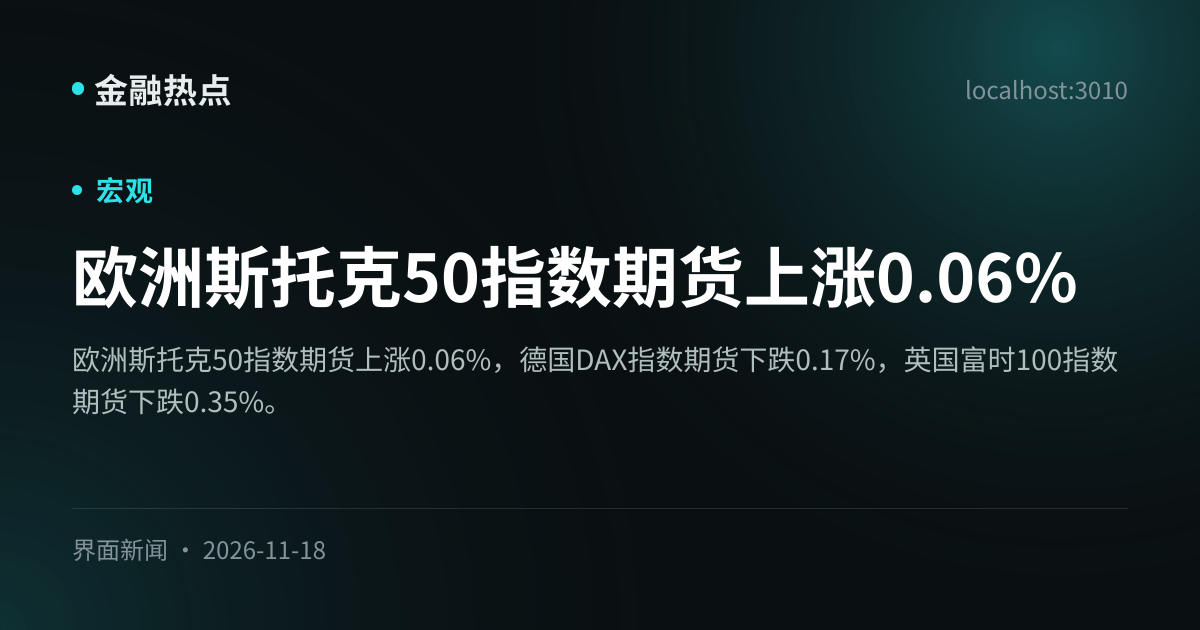 金融热点
localhost:3010
宏观
欧洲斯托克50指数期货上涨0.06%
欧洲斯托克50指数期货上涨0.06%，德国DAX指数期货下跌0.17%，英国富时100指数
期货下跌0.35%。
界面新闻 • 2026-11-18